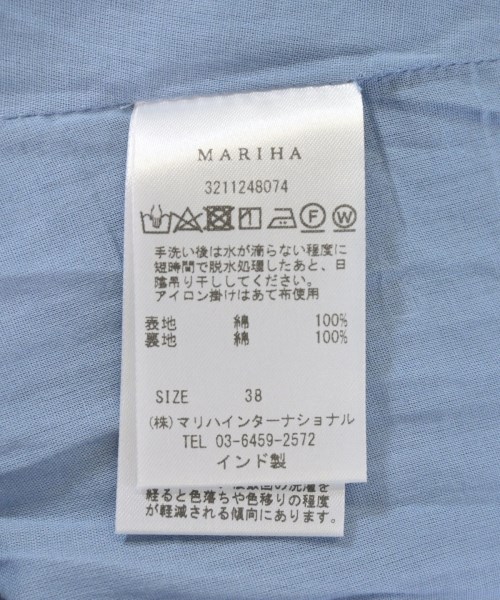 MARIHA
3211248074
手洗い後は水が滴らない程度に
短時間で脱水処理したあと、日
陰吊り干ししてください。
アイロン掛けはあて布使用
表地 綿 100%
裏地 綿 100%
SIZE 38
(株)マリハインターナショナル
TEL 03-6459-2572
インド製
の洗濯を
経ると色落ちや色移りの程度
が軽減される傾向にあります。